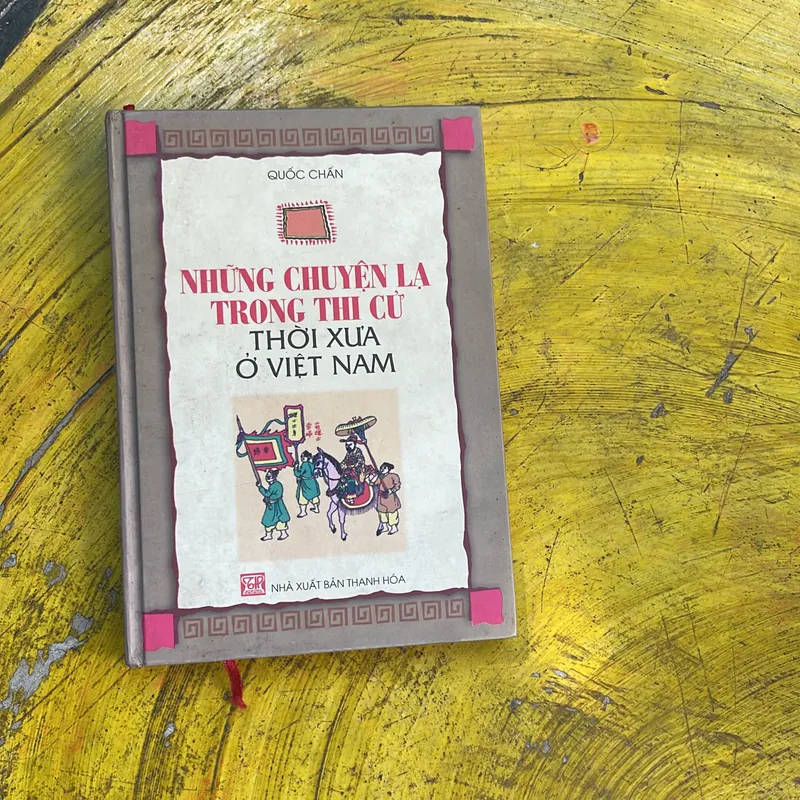 QUỐC CHẤN
NHỮNG CHUYỆN LẠ
TRONG THI CỬ
THỜI XƯA
Ở VIỆT NAM
NHÀ XUẤT BẢN THANH HÓA